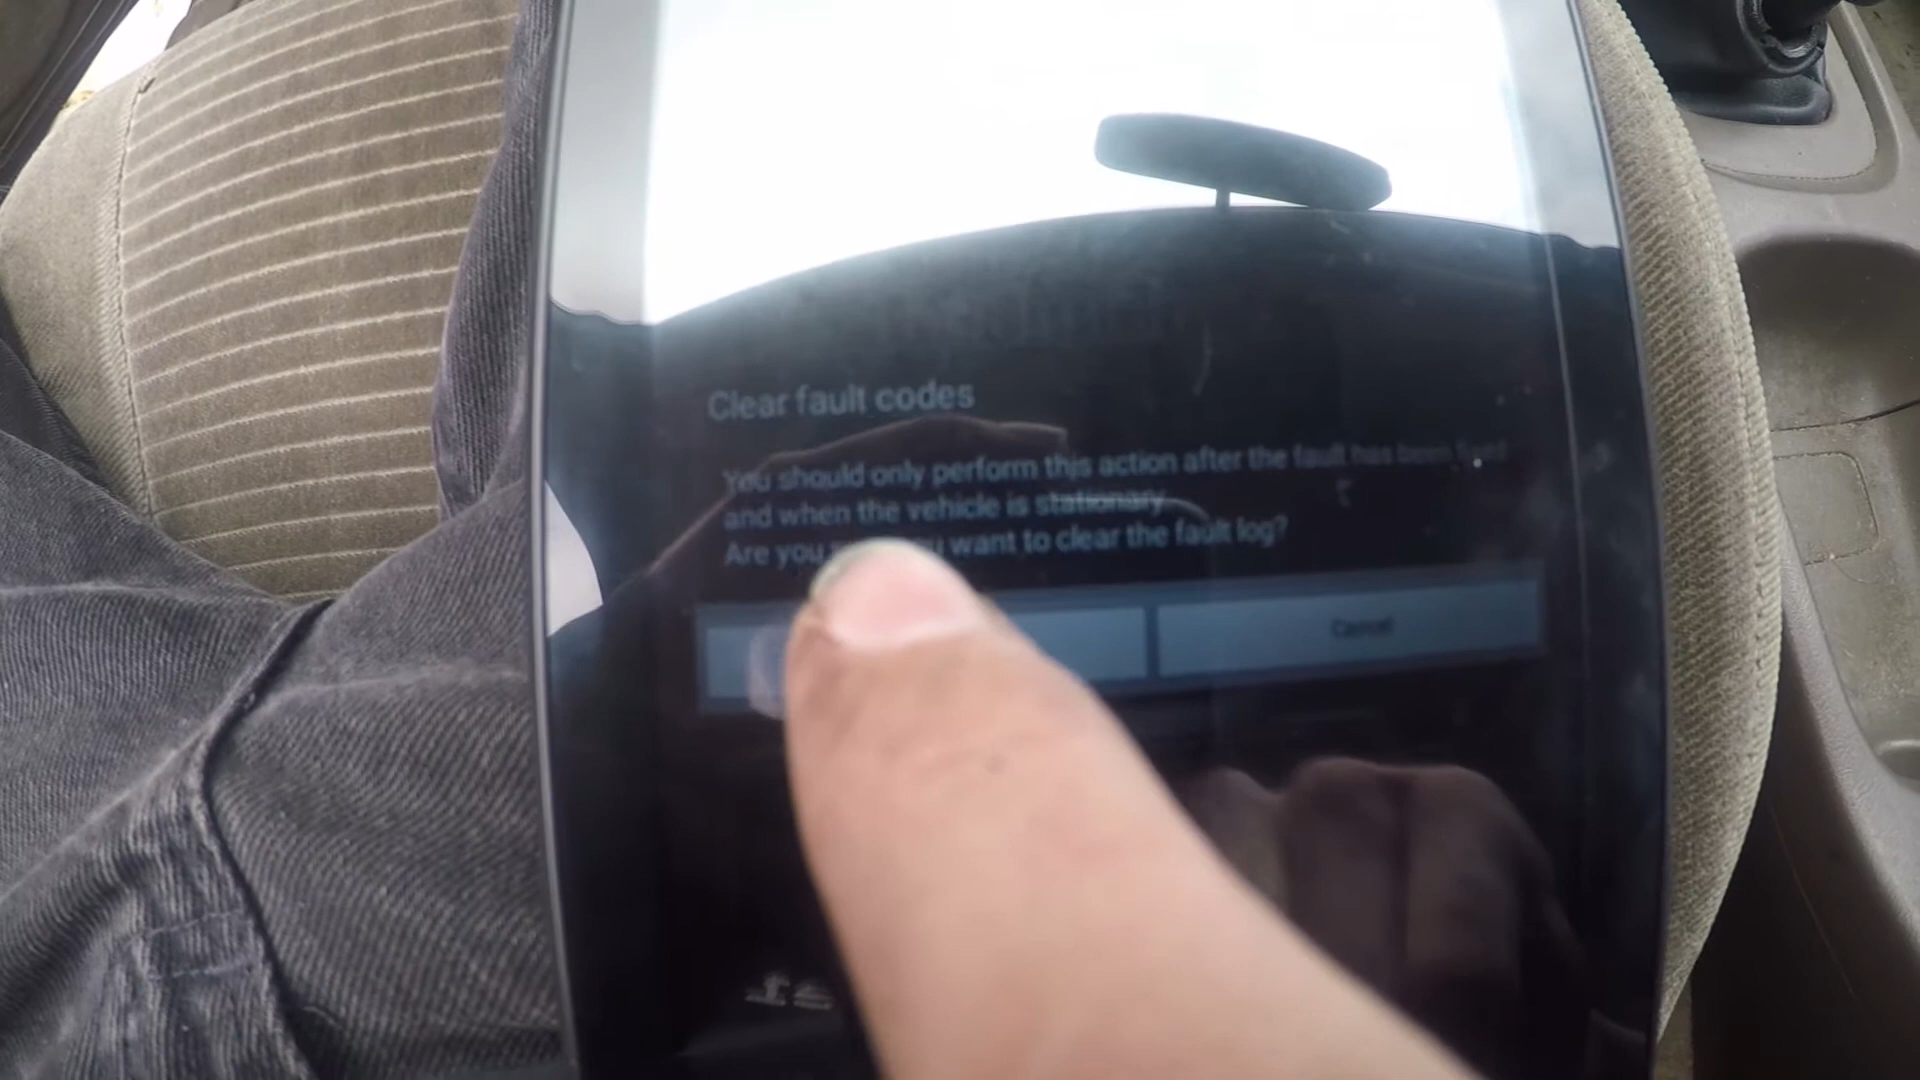 Clear fault codes
You should only perform this action after the fault has been fixed
and when the vehicle is stationary
Are you want to clear the fault log?
Cancel